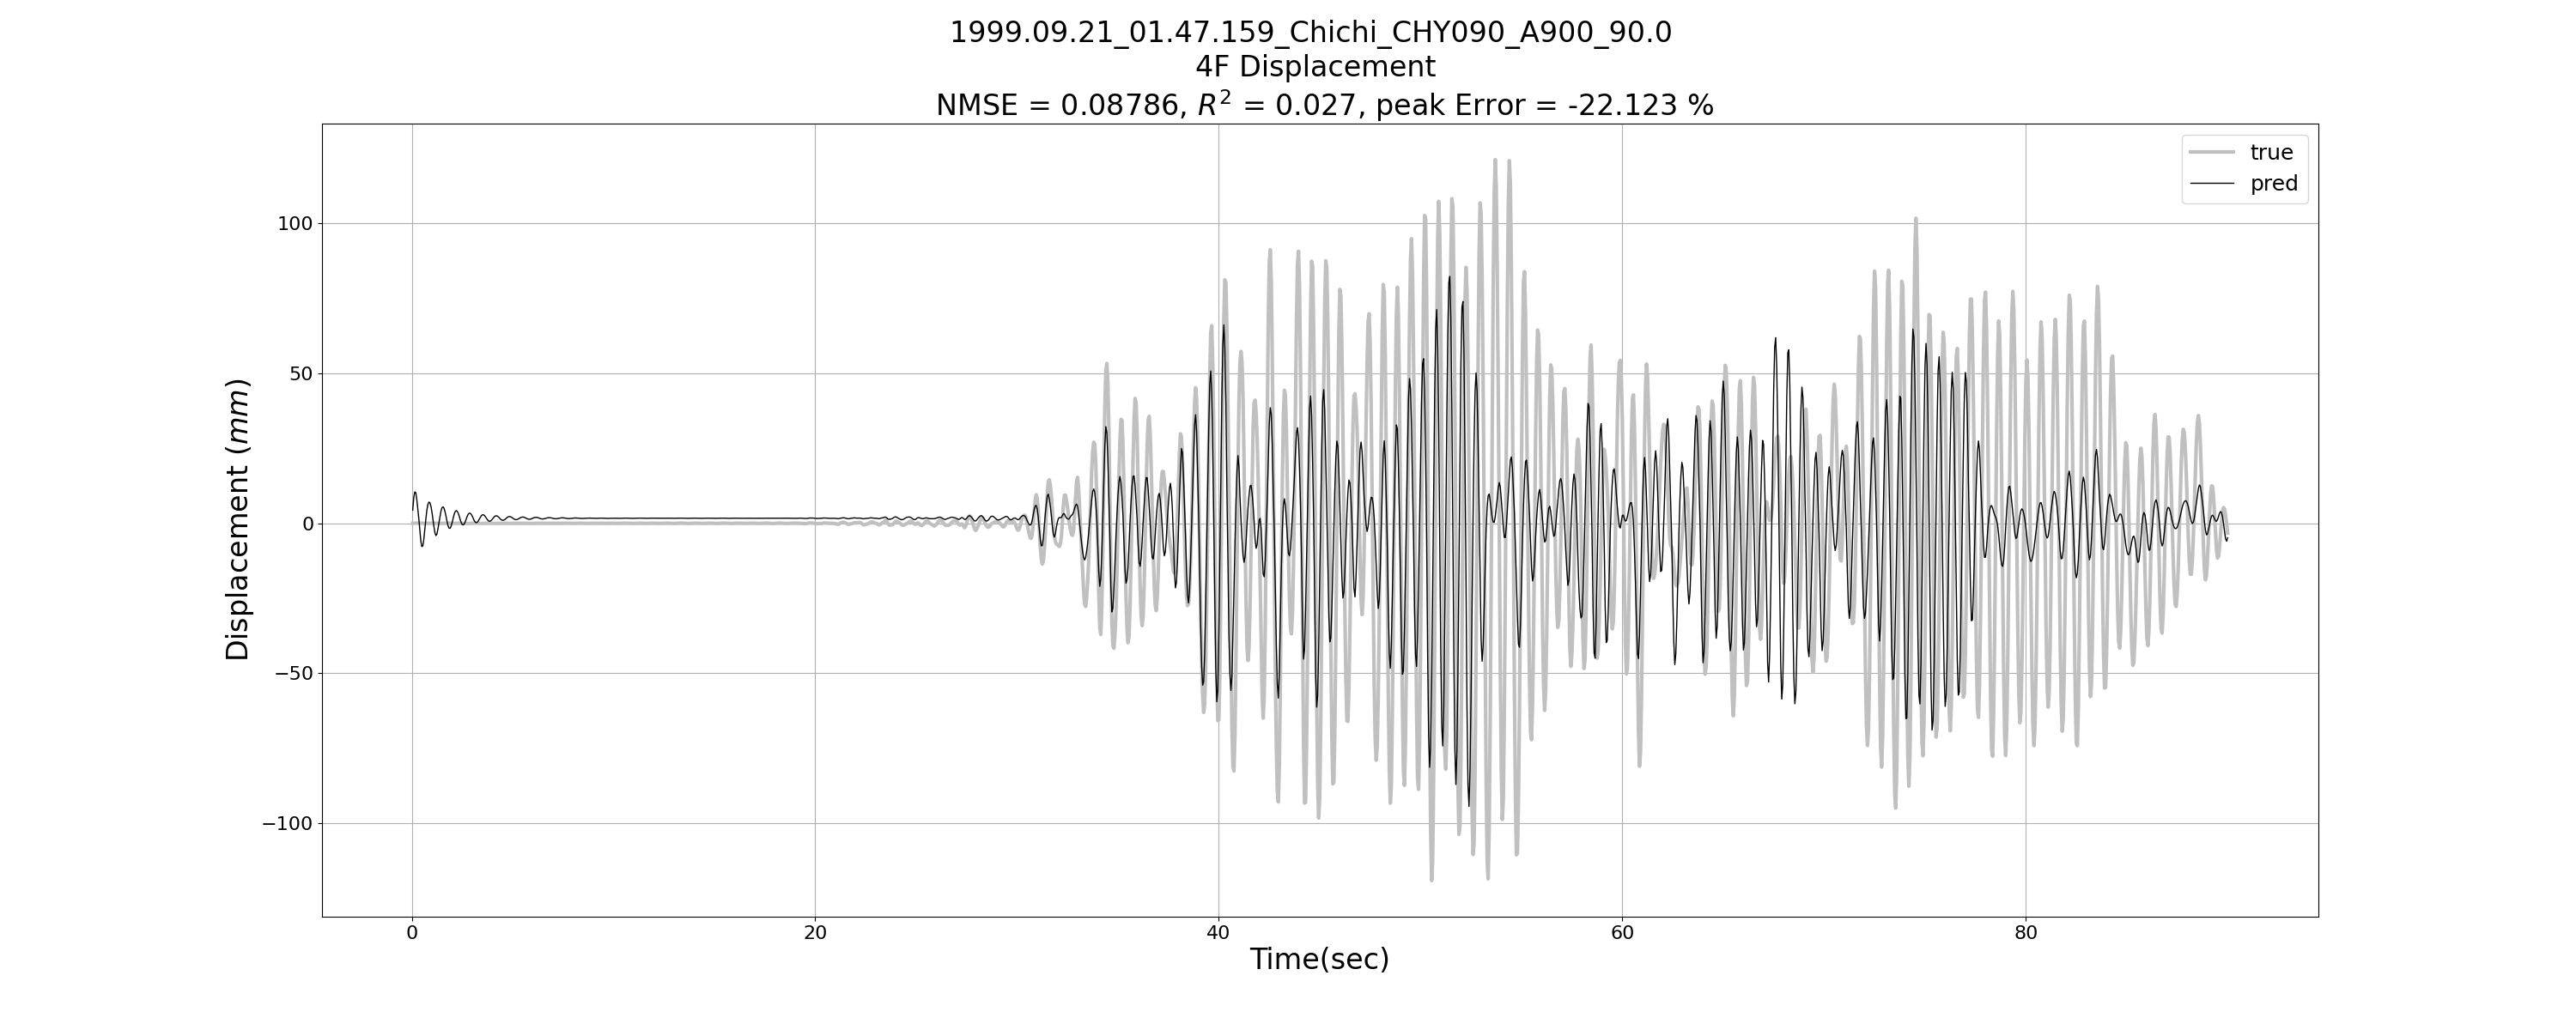 1999.09.21_01.47.159_Chichi_CHY090_A900_90.0
4F Displacement
NMSE = 0.08786, R² = 0.027, peak Error = -22.123 %
true
pred
Displacement (mm)
100
50
0
−50
−100
0 20 40 60 80
Time(sec)